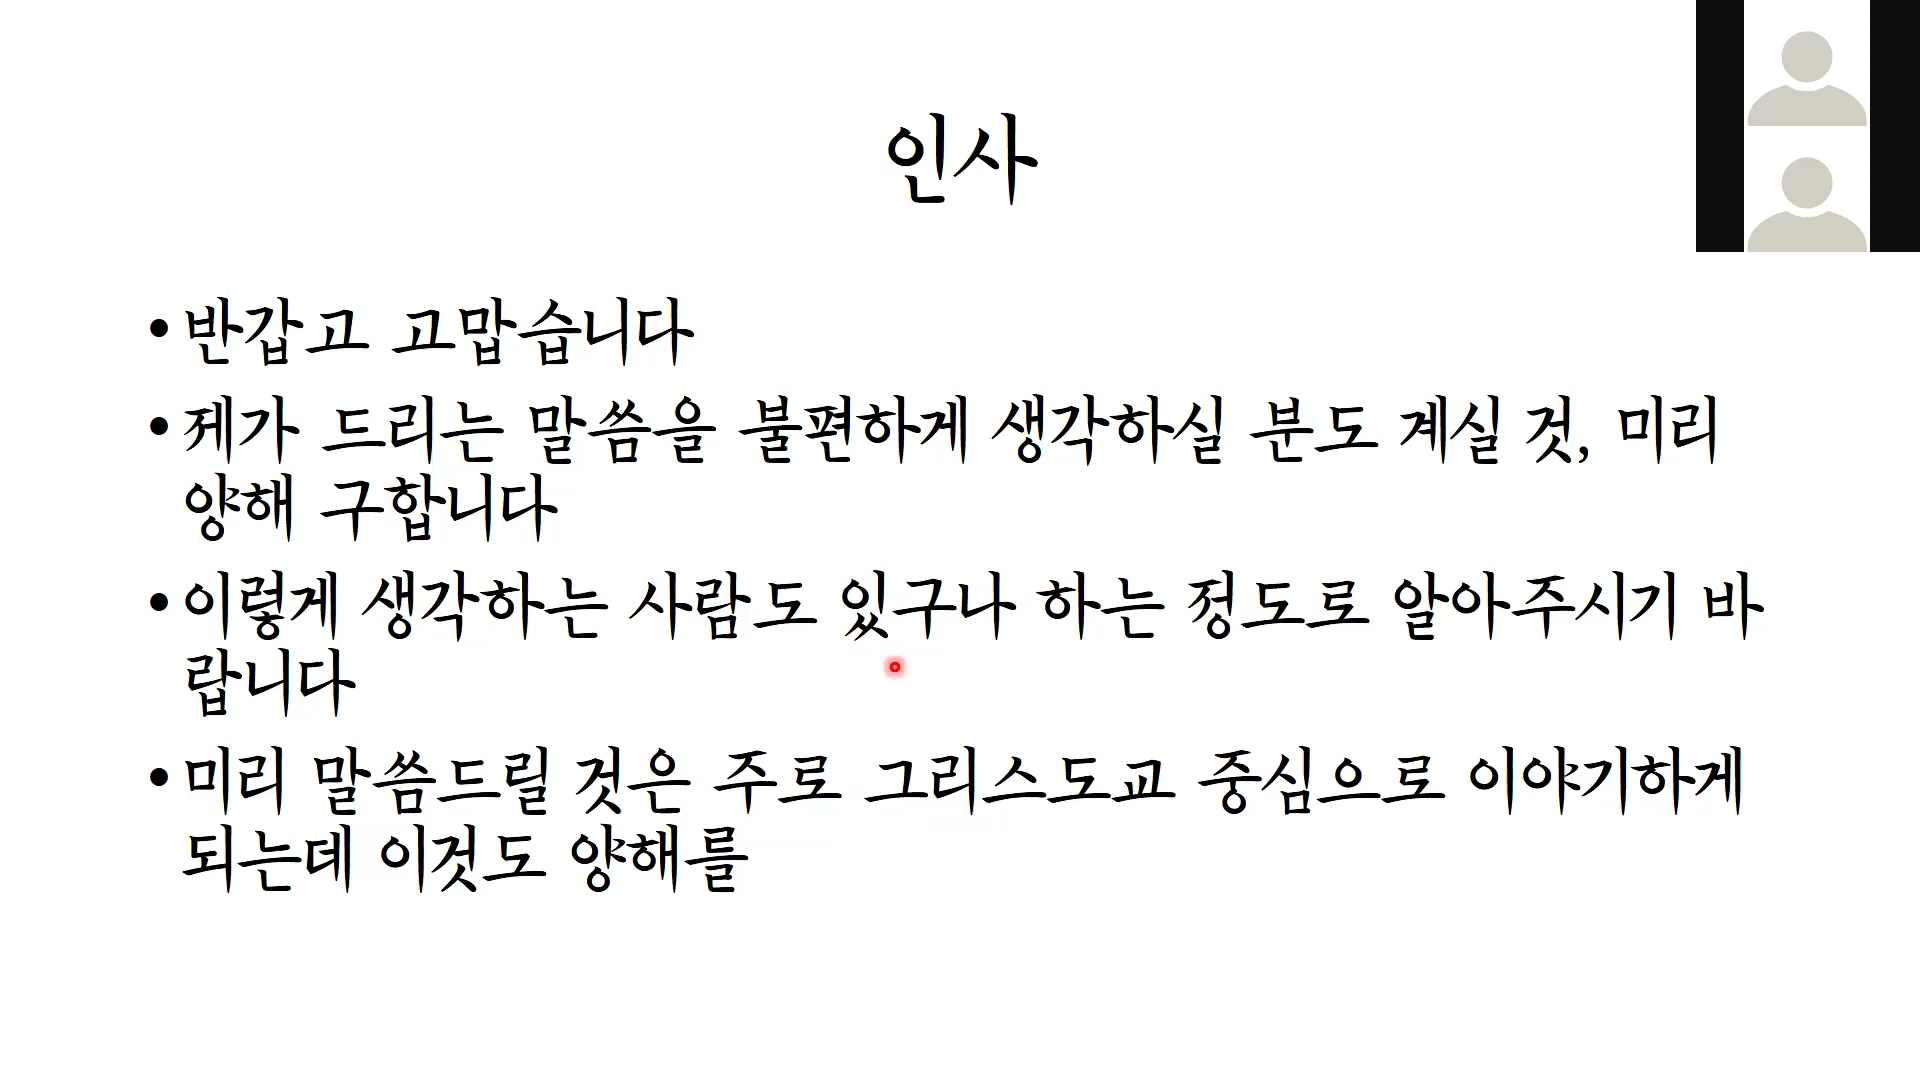 인사
• 반갑고 고맙습니다
• 제가 드리는 말씀을 불편하게 생각하실 분도 계실 것, 미리
양해 구합니다
• 이렇게 생각하는 사람도 있구나 하는 정도로 알아주시기 바
랍니다
• 미리 말씀드릴 것은 주로 그리스도교 중심으로 이야기하게
되는데 이것도 양해를